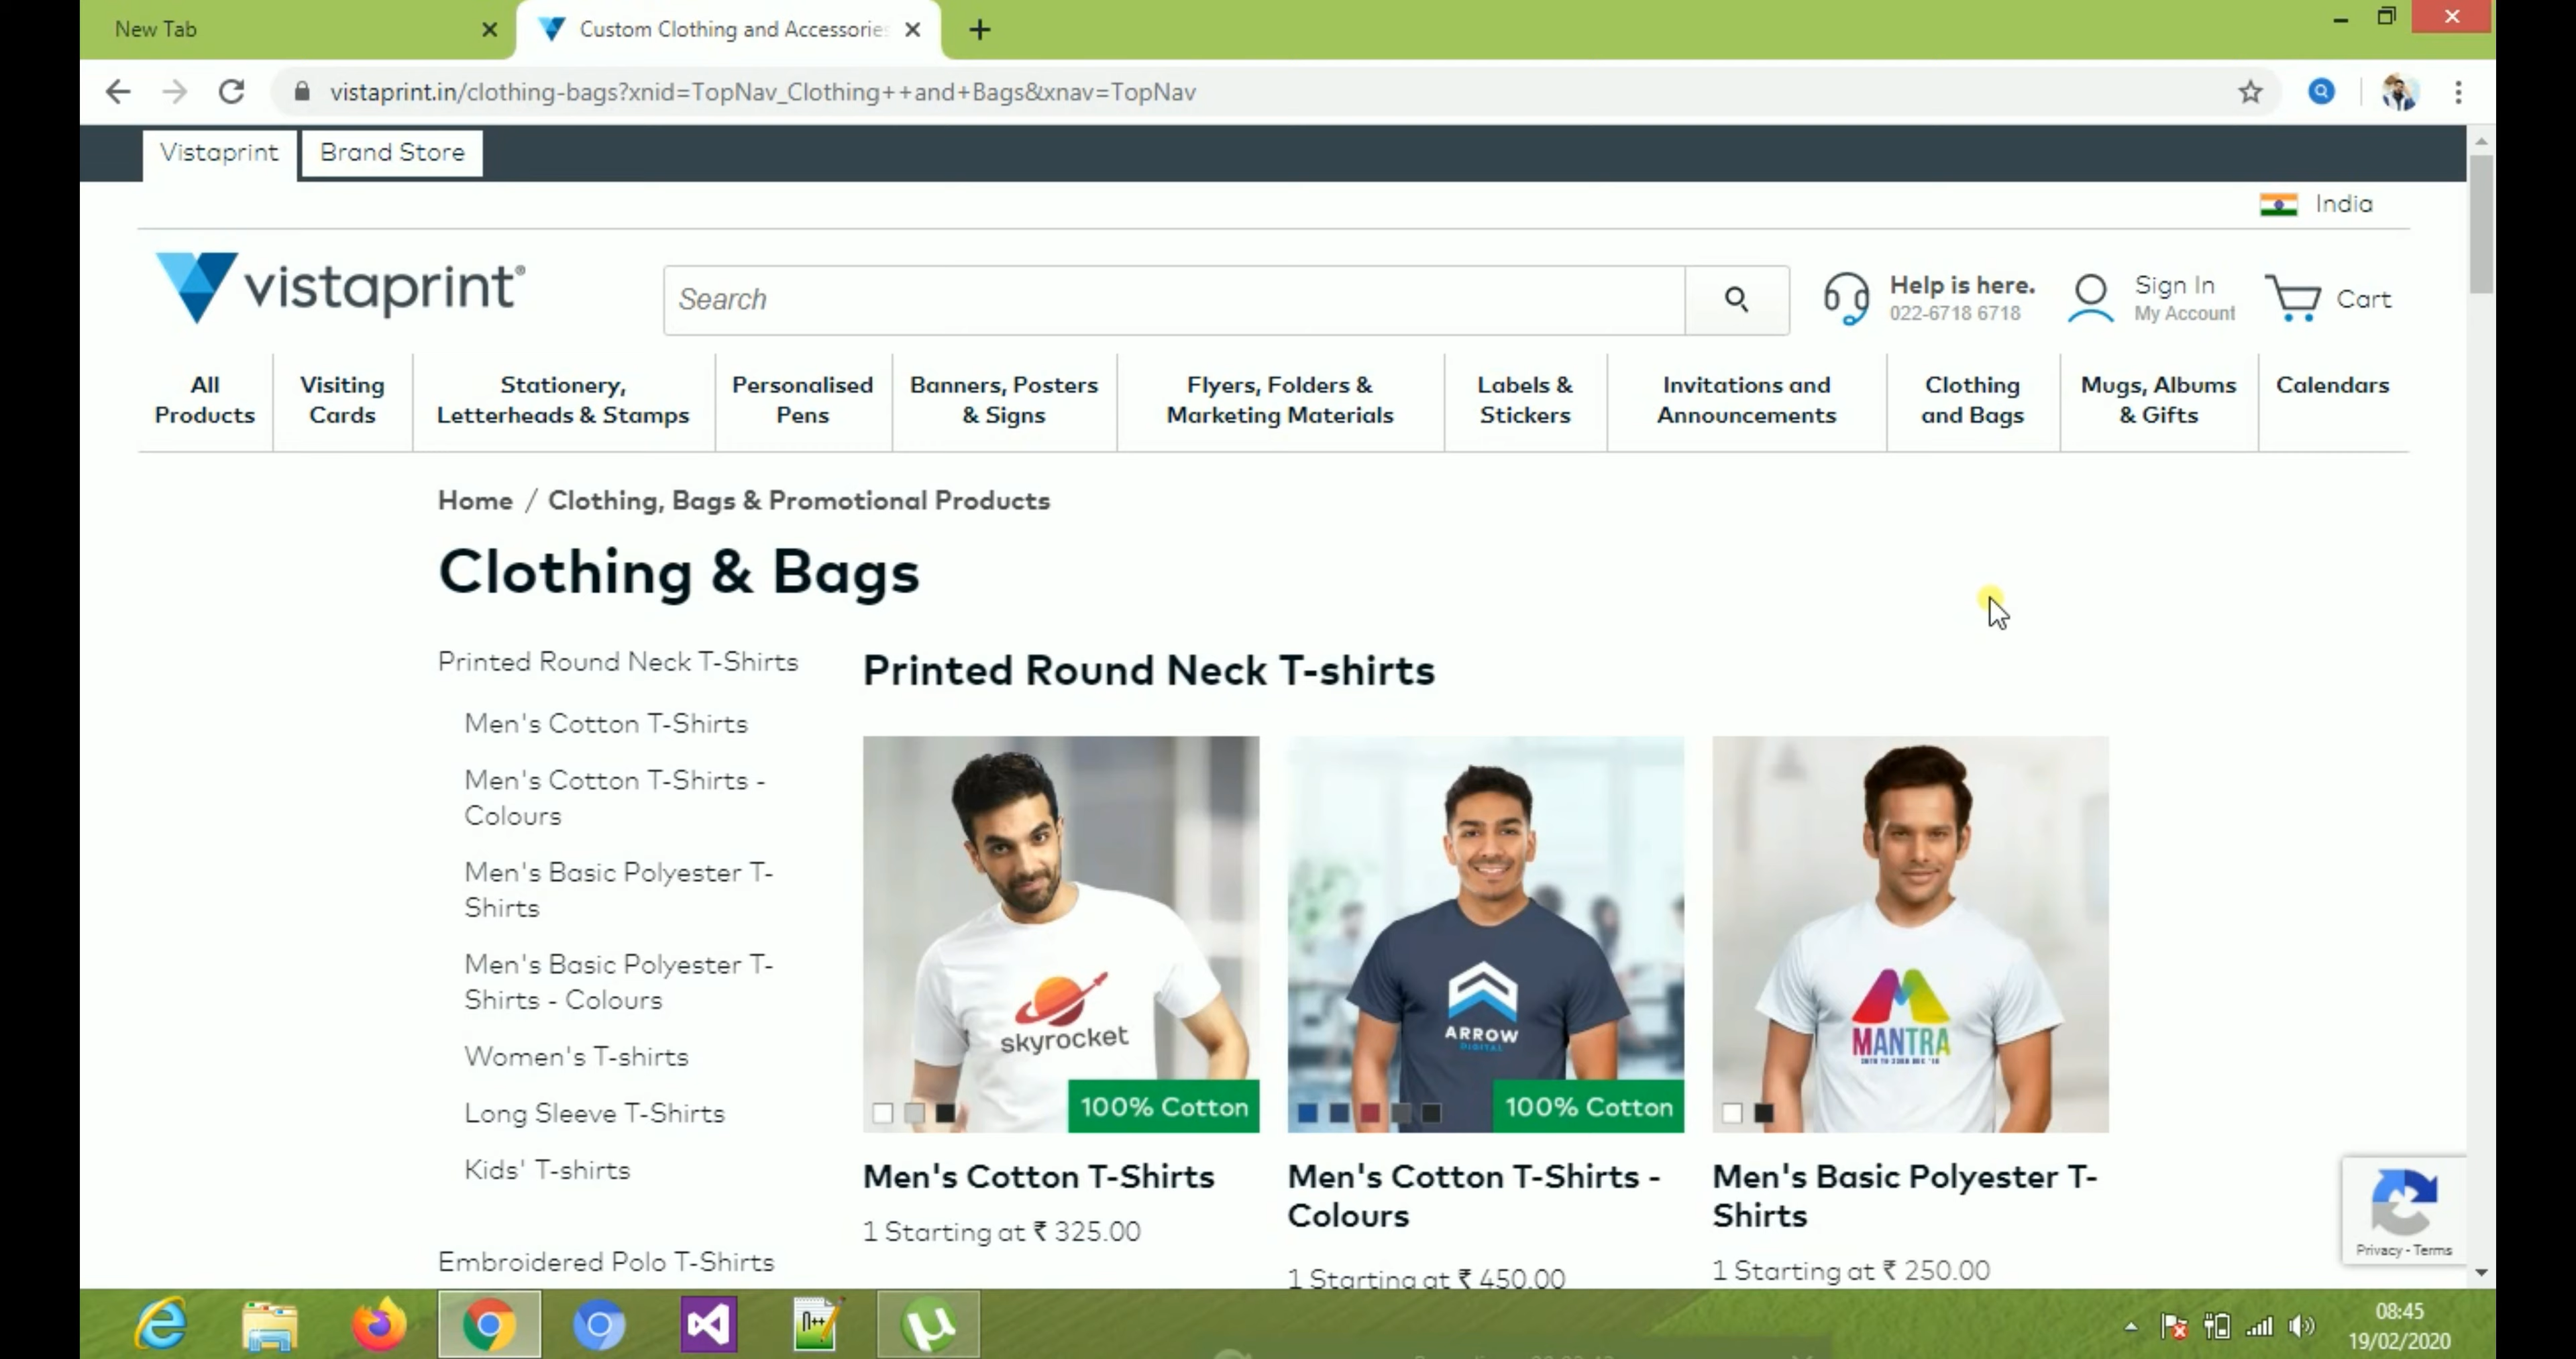 New Tab
Custom Clothing and Accessories
vistaprint.in/clothing-bags?xnid=TopNav_Clothing++and+Bags&xnav=TopNav
Vistaprint
Brand Store
India
vistaprint®
Search
Help is here.
022-6718 6718
Sign In
My Account
Cart
All
Products
Visiting
Cards
Stationery,
Letterheads & Stamps
Personalised
Pens
Banners, Posters
& Signs
Flyers, Folders &
Marketing Materials
Labels &
Stickers
Invitations and
Announcements
Clothing
and Bags
Mugs, Albums
& Gifts
Calendars
Home / Clothing, Bags & Promotional Products
Clothing & Bags
Printed Round Neck T-Shirts
Men's Cotton T-Shirts
Men's Cotton T-Shirts -
Colours
Men's Basic Polyester T-
Shirts
Men's Basic Polyester T-
Shirts - Colours
Women's T-shirts
Long Sleeve T-Shirts
Kids' T-shirts
Embroidered Polo T-Shirts
Printed Round Neck T-shirts
skyrocket
100% Cotton
ARROW
DIGITAL
100% Cotton
MANTRA
Men's Cotton T-Shirts
1 Starting at ₹ 325.00
Men's Cotton T-Shirts -
Colours
1 Starting at ₹ 450.00
Men's Basic Polyester T-
Shirts
1 Starting at ₹ 250.00
Privacy - Terms
08:45
19/02/2020